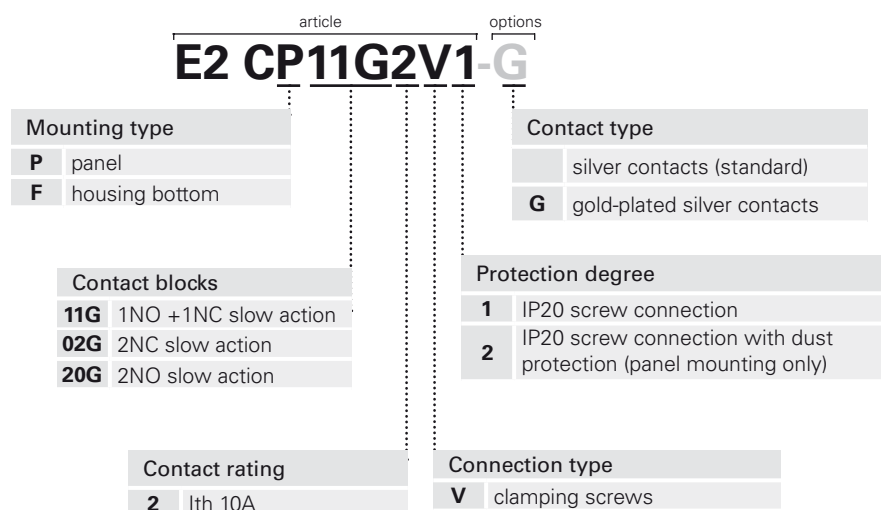 article
options
E2 CP11G2V1-G
Mounting type
P panel
F housing bottom
Contact type
silver contacts (standard)
G gold-plated silver contacts
Contact blocks
11G 1NO +1NC slow action
02G 2NC slow action
20G 2NO slow action
Protection degree
1 IP20 screw connection
2 IP20 screw connection with dust
protection (panel mounting only)
Contact rating
2 Ith 10A
Connection type
V clamping screws